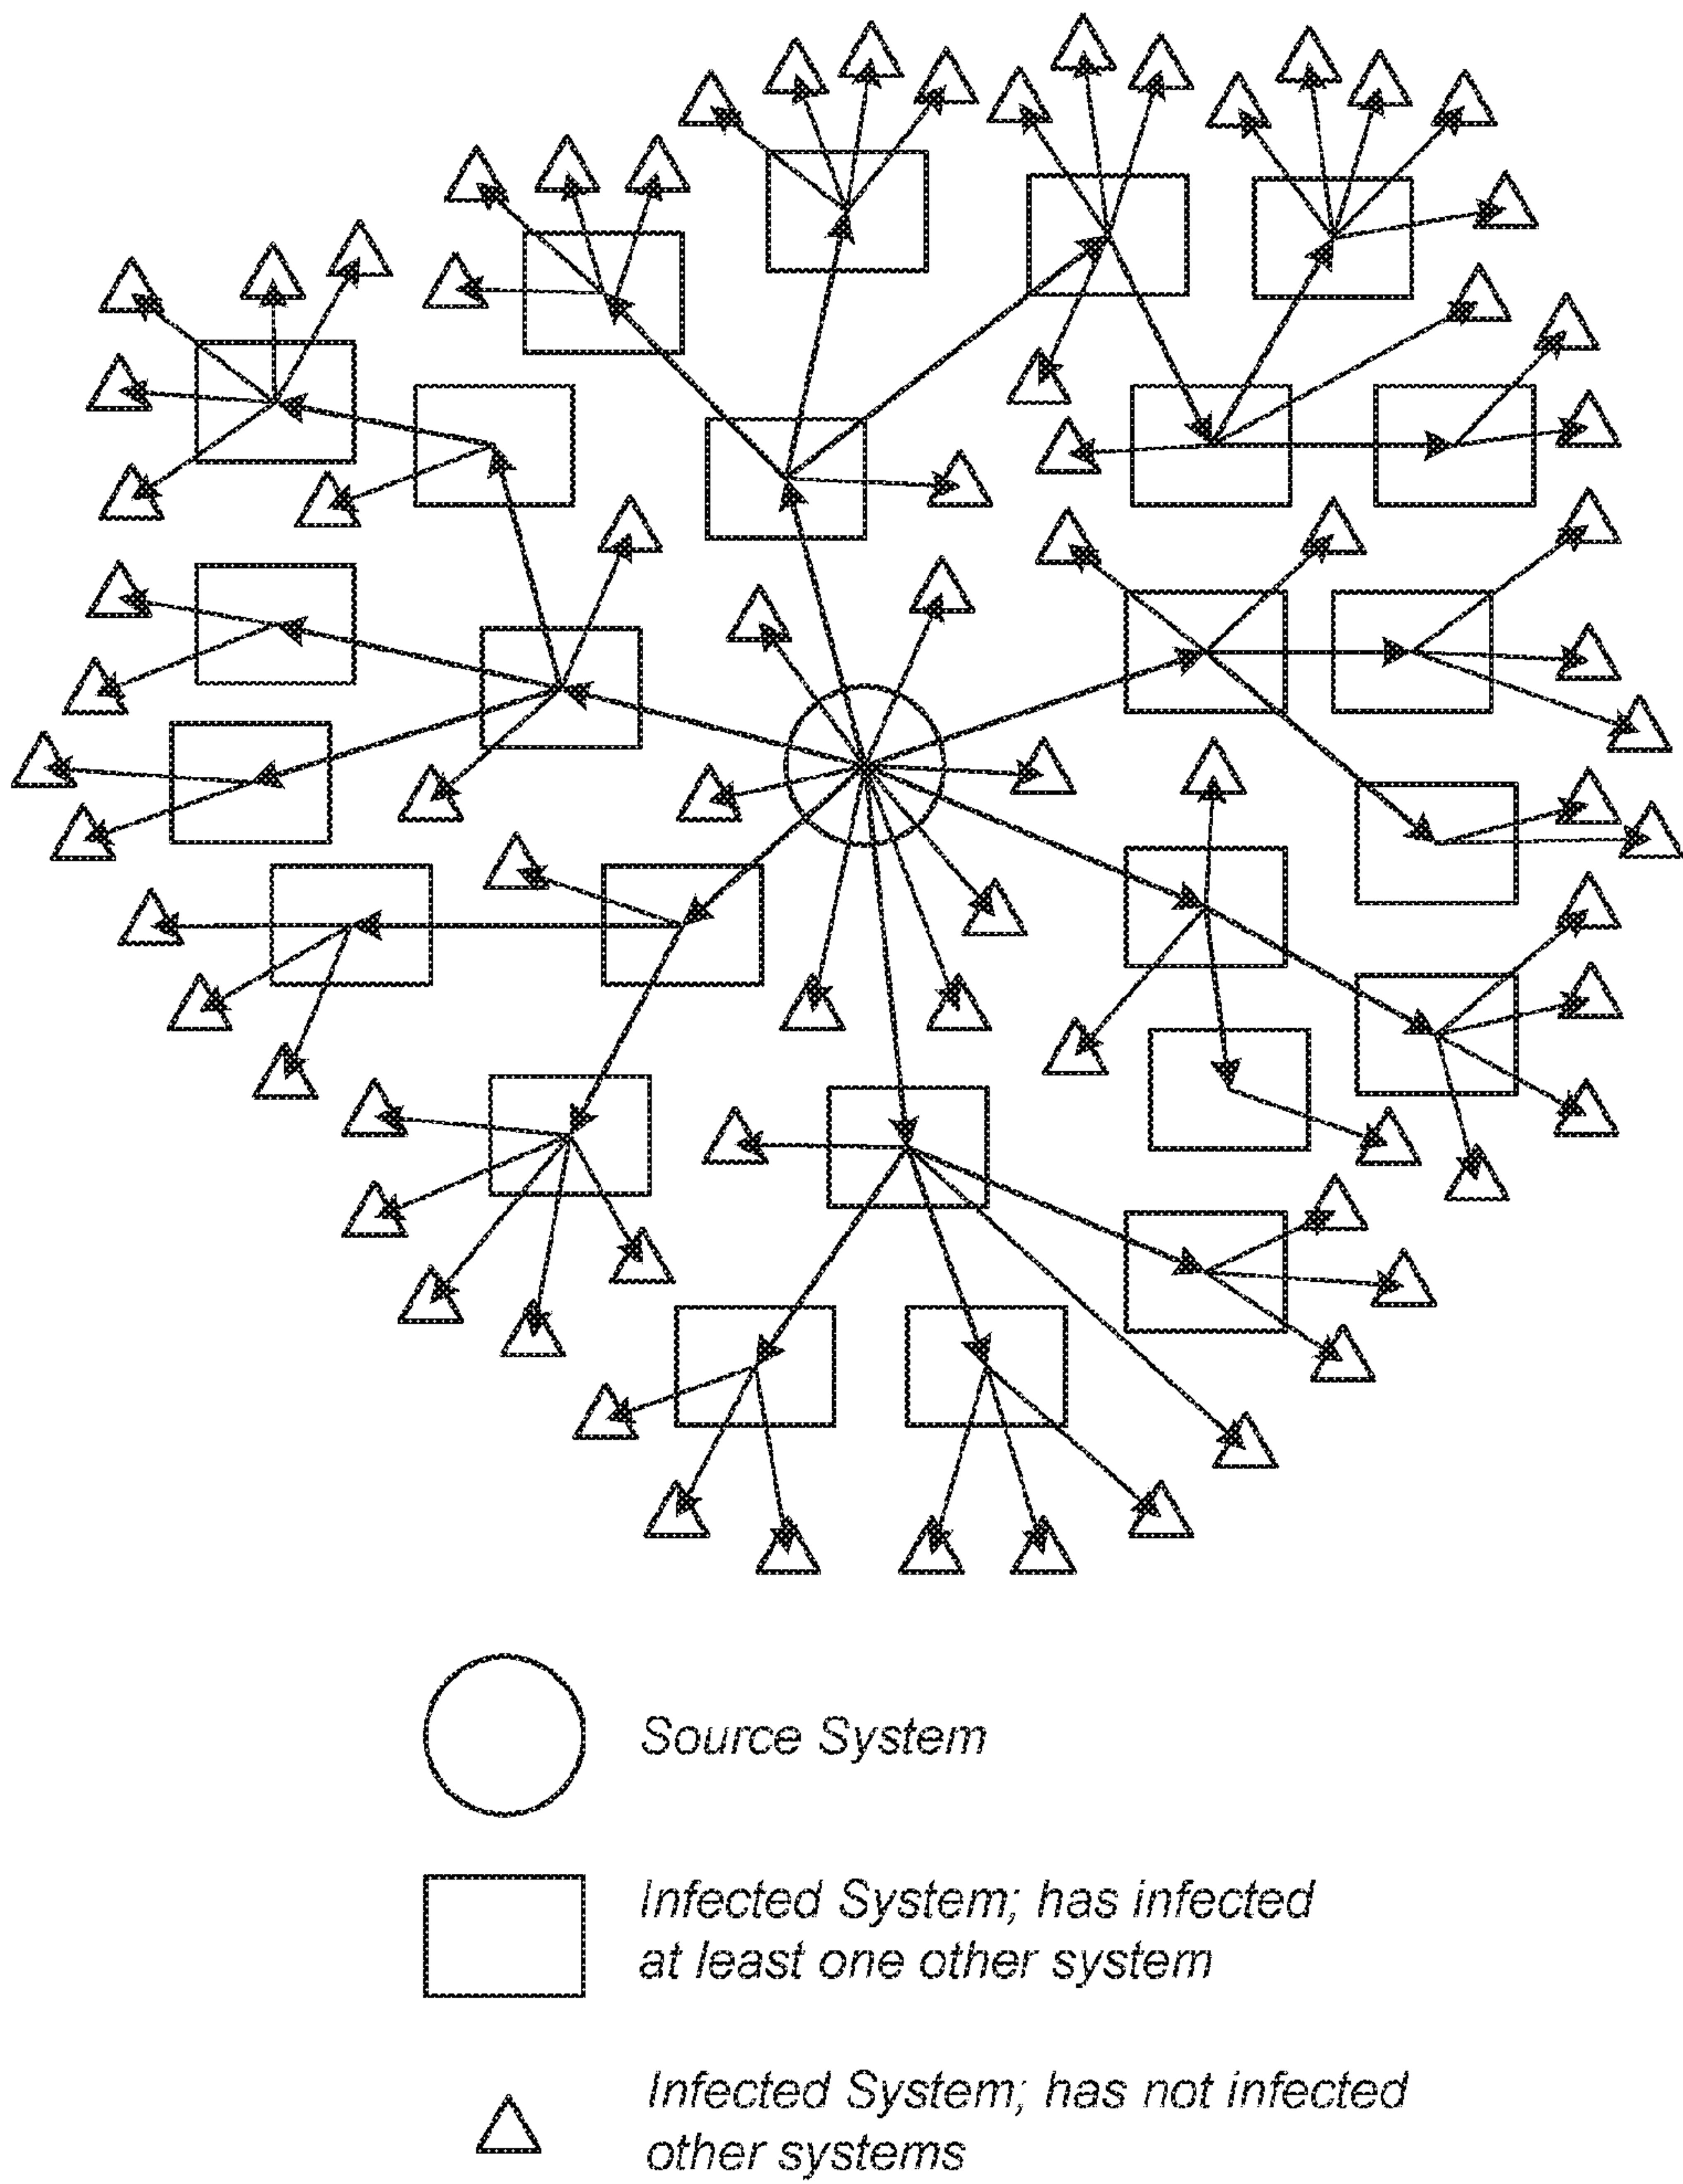 Source System
Infected System; has infected
at least one other system
Infected System; has not infected
other systems